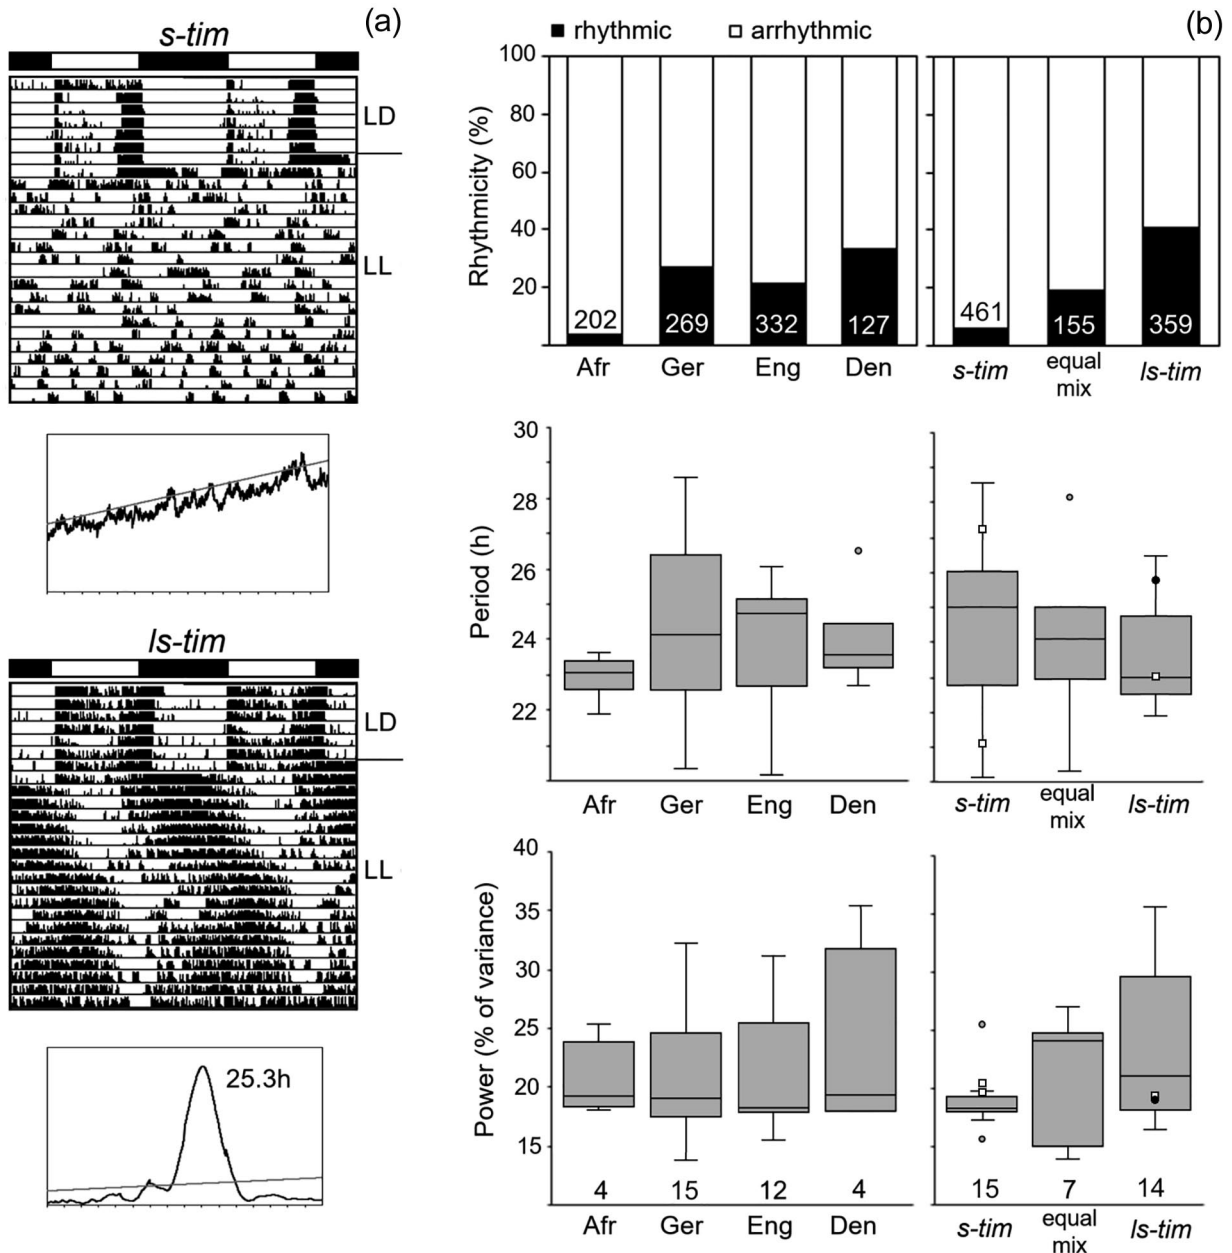 (a)
s-tim
LD
LL
ls-tim
LD
LL
25.3h
(b)
rhythmic
arrhythmic
Rhythmicity (%)
100
80
60
40
20
202
269
332
127
461
155
359
Afr
Ger
Eng
Den
s-tim
equal
mix
ls-tim
Period (h)
30
28
26
24
22
Afr
Ger
Eng
Den
s-tim
equal
mix
ls-tim
Power (% of variance)
40
35
30
25
20
15
4
15
12
4
15
7
14
Afr
Ger
Eng
Den
s-tim
equal
mix
ls-tim